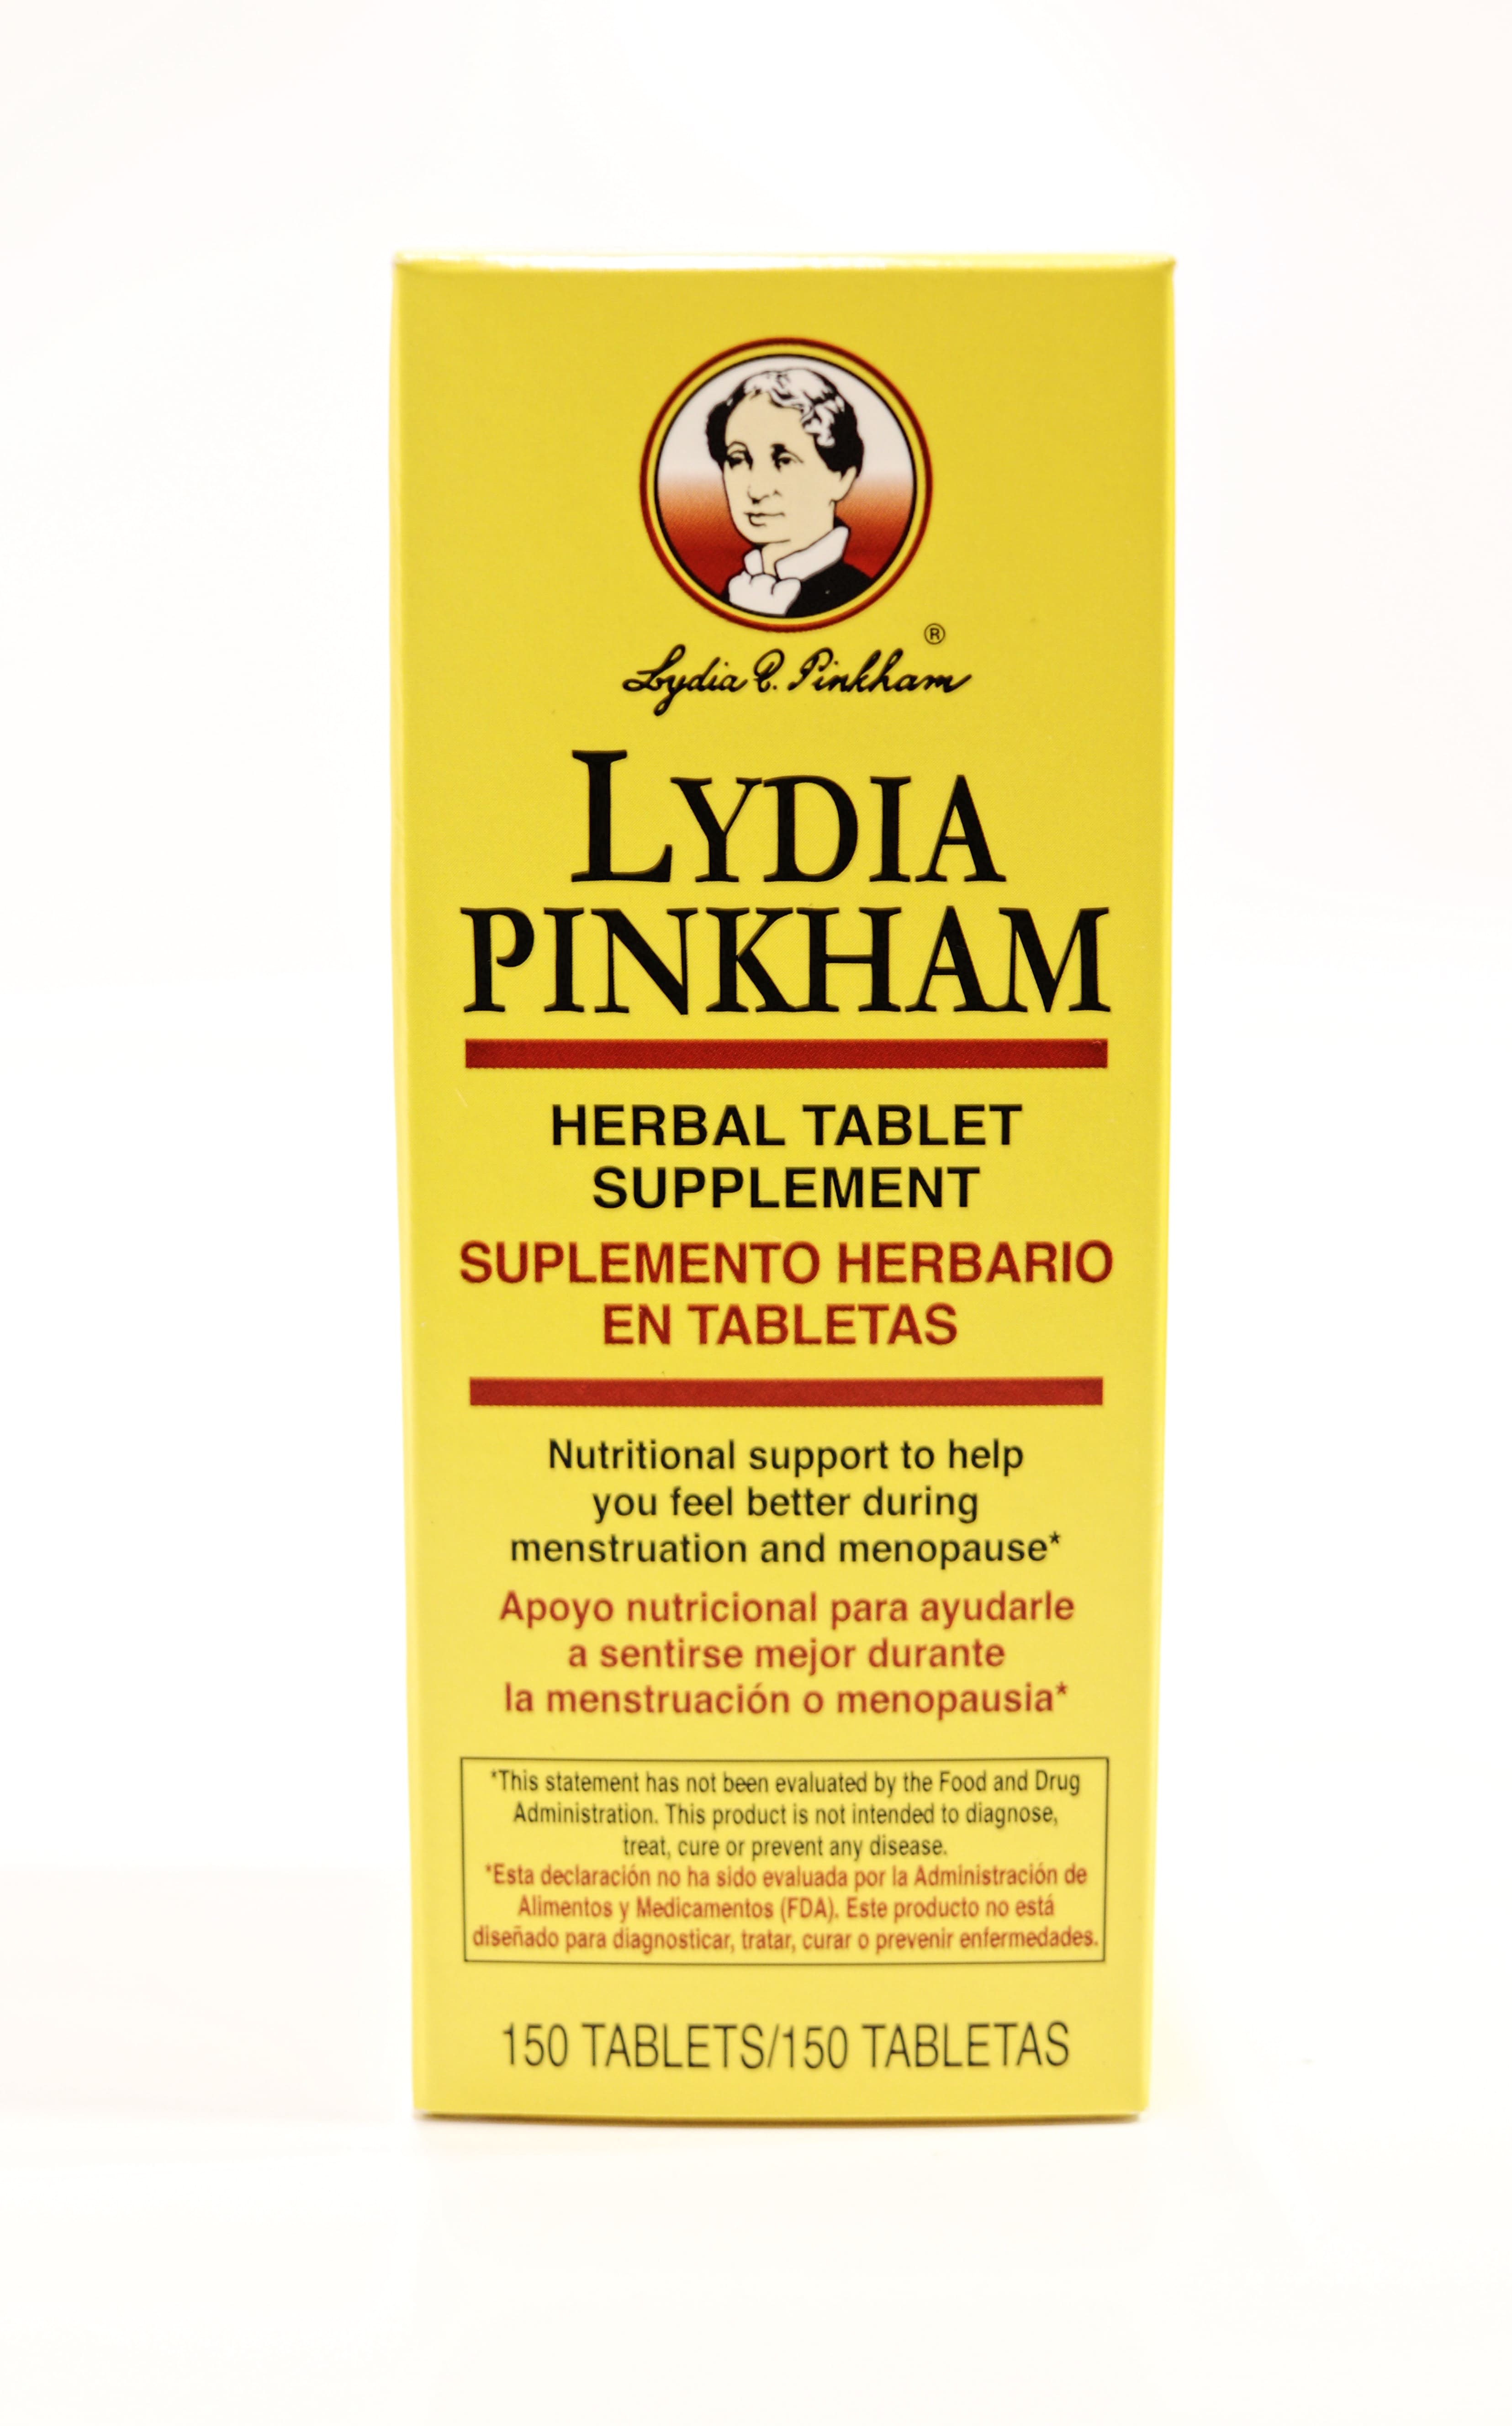 ®
Lydia E. Pinkham
LYDIA
PINKHAM
HERBAL TABLET
SUPPLEMENT
SUPLEMENTO HERBARIO
EN TABLETAS
Nutritional support to help
you feel better during
menstruation and menopause*
Apoyo nutricional para ayudarle
a sentirse mejor durante
la menstruación o menopausia*
*This statement has not been evaluated by the Food and Drug
Administration. This product is not intended to diagnose,
treat, cure or prevent any disease.
*Esta declaración no ha sido evaluada por la Administración de
Alimentos y Medicamentos (FDA). Este producto no está
diseñado para diagnosticar, tratar, curar o prevenir enfermedades.
150 TABLETS/150 TABLETAS